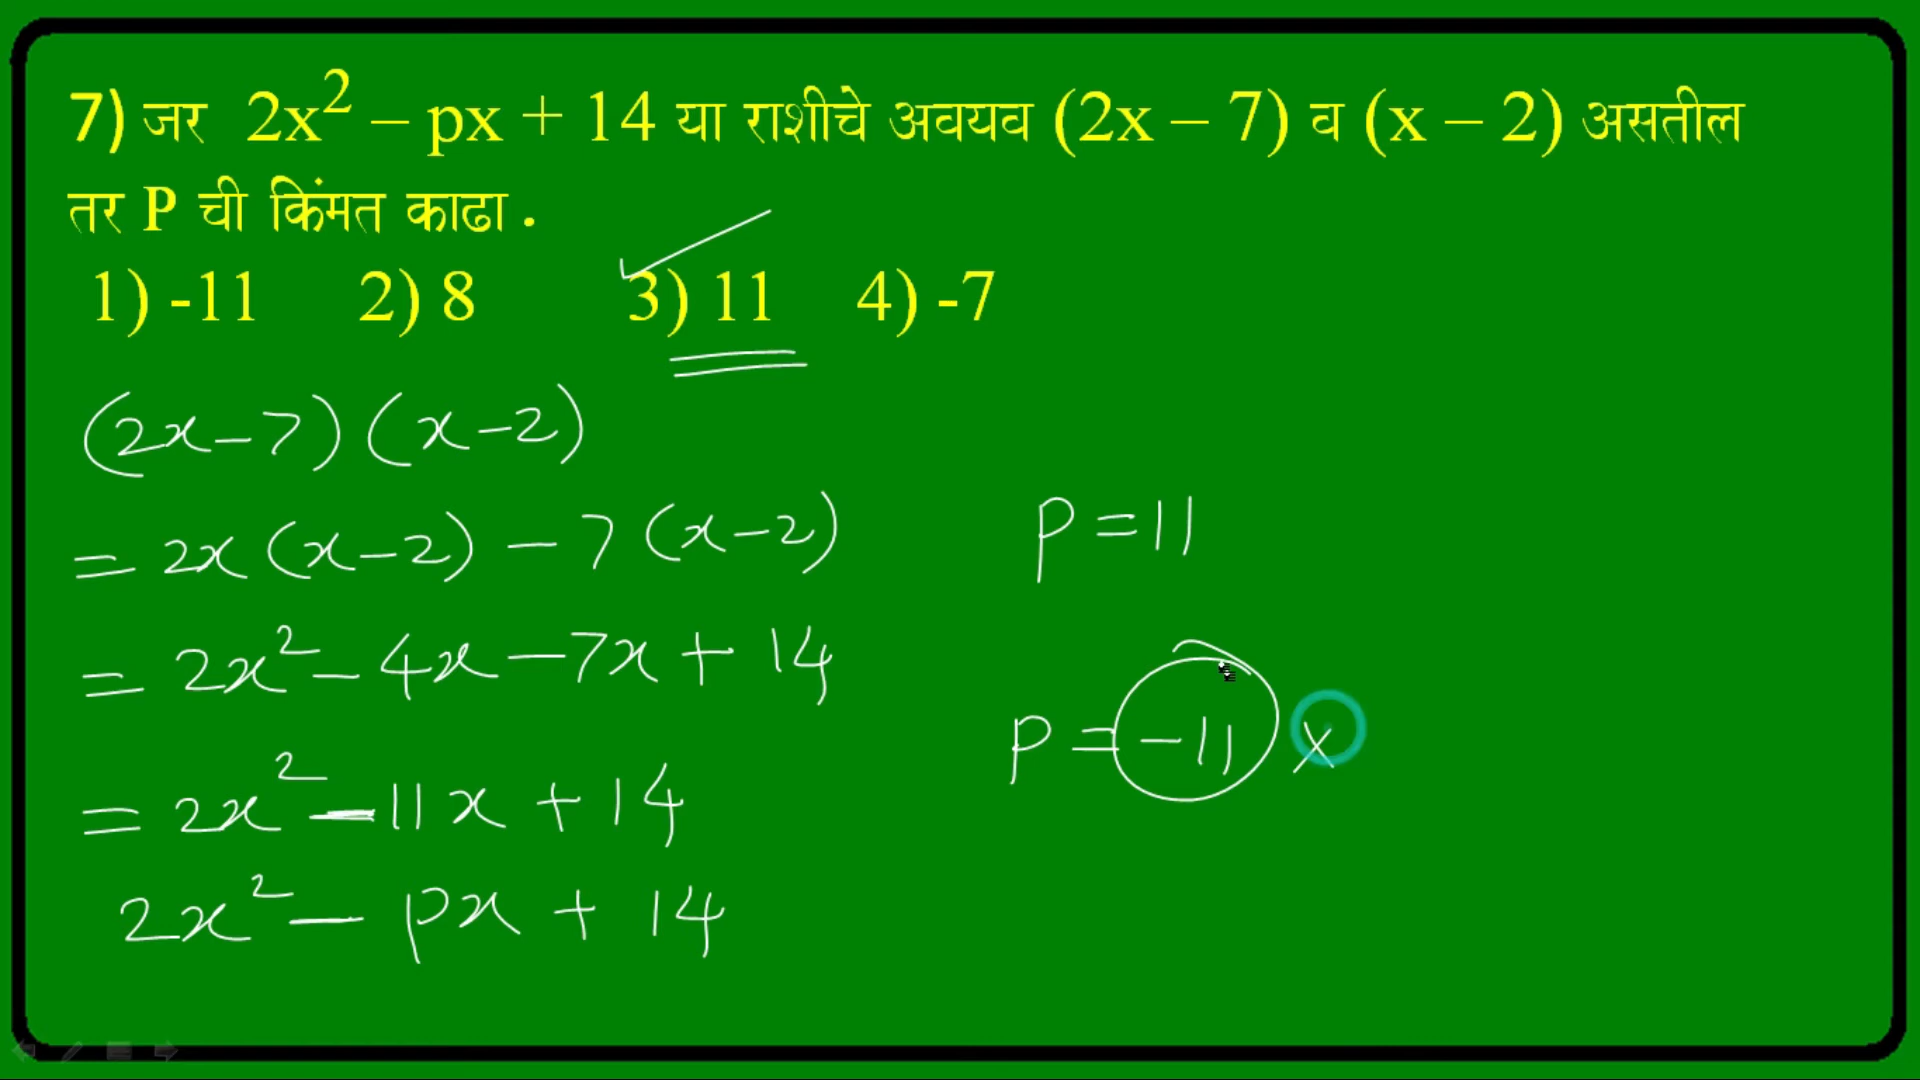 7) जर 2x² – px + 14 या राशीचे अवयव (2x – 7) व (x – 2) असतील
तर P ची किंमत काढा .
1) -11 2) 8 3) 11 4) -7
(2x-7) (x-2)
= 2x (x-2) - 7 (x-2)
= 2x² - 4x - 7x + 14
= 2x² - 11x + 14
2x² - px + 14
P = 11
P = -11 x